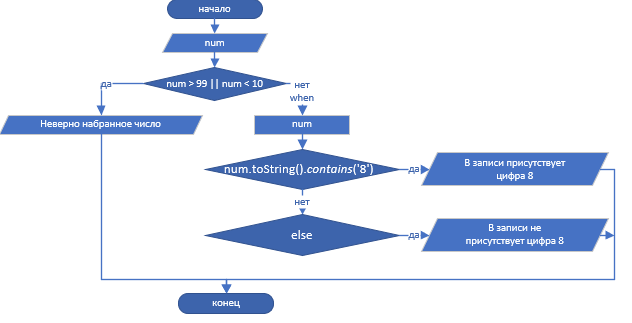 начало
num
num > 99 || num < 10
да
нет
when
Неверно набранное число
num
num.toString().contains('8')
да
В записи присутствует
цифра 8
нет
else
да
В записи не
присутствует цифра 8
конец